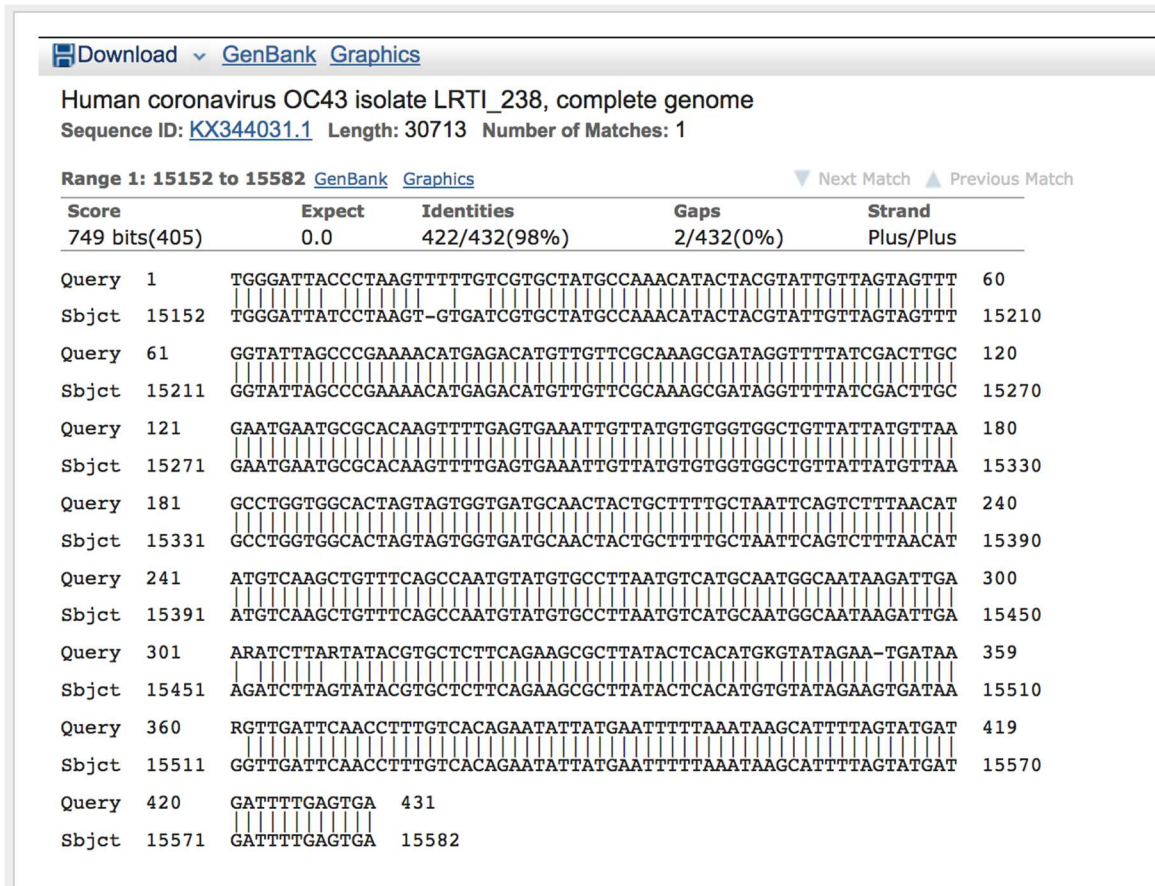 Download GenBank Graphics
Human coronavirus OC43 isolate LRTI_238, complete genome
Sequence ID: KX344031.1 Length: 30713 Number of Matches: 1
Range 1: 15152 to 15582 GenBank Graphics Next Match Previous Match
Score Expect Identities Gaps Strand
749 bits(405) 0.0 422/432(98%) 2/432(0%) Plus/Plus
Query 1 TGGGATTACCCTAAGTTTTTGTCGTGCTATGCCAAACATACTACGTATTGTTAGTAGTTT 60
Sbjct 15152 TGGGATTATCCTAAGT-GTGATCGTGCTATGCCAAACATACTACGTATTGTTAGTAGTTT 15210
Query 61 GGTATTAGCCCGAAAACATGAGACATGTTGTTCGCAAAGCGATAGGTTTTATCGACTTGC 120
Sbjct 15211 GGTATTAGCCCGAAAACATGAGACATGTTGTTCGCAAAGCGATAGGTTTTATCGACTTGC 15270
Query 121 GAATGAATGCGCACAAGTTTTGAGTGAAATTGTTATGTGTGGTGGCTGTTATTATGTTAA 180
Sbjct 15271 GAATGAATGCGCACAAGTTTTGAGTGAAATTGTTATGTGTGGTGGCTGTTATTATGTTAA 15330
Query 181 GCCTGGTGGCACTAGTAGTGGTGATGCAACTACTGCTTTTGCTAATTCAGTCTTTAACAT 240
Sbjct 15331 GCCTGGTGGCACTAGTAGTGGTGATGCAACTACTGCTTTTGCTAATTCAGTCTTTAACAT 15390
Query 241 ATGTCAAGCTGTTTCAGCCAATGTATGTGCCTTAATGTCATGCAATGGCAATAAGATTGA 300
Sbjct 15391 ATGTCAAGCTGTTTCAGCCAATGTATGTGCCTTAATGTCATGCAATGGCAATAAGATTGA 15450
Query 301 ARATCTTARTATACGTGCTCTTCAGAAGCGCTTATACTCACATGKGTATAGAA-TGATAA 359
Sbjct 15451 AGATCTTAGTATACGTGCTCTTCAGAAGCGCTTATACTCACATGTGTATAGAAGTGATAA 15510
Query 360 RGTTGATTCAACCTTTGTCACAGAATATTATGAATTTTTAAATAAGCATTTTAGTATGAT 419
Sbjct 15511 GGTTGATTCAACCTTTGTCACAGAATATTATGAATTTTTAAATAAGCATTTTAGTATGAT 15570
Query 420 GATTTTGAGTGA 431
Sbjct 15571 GATTTTGAGTGA 15582